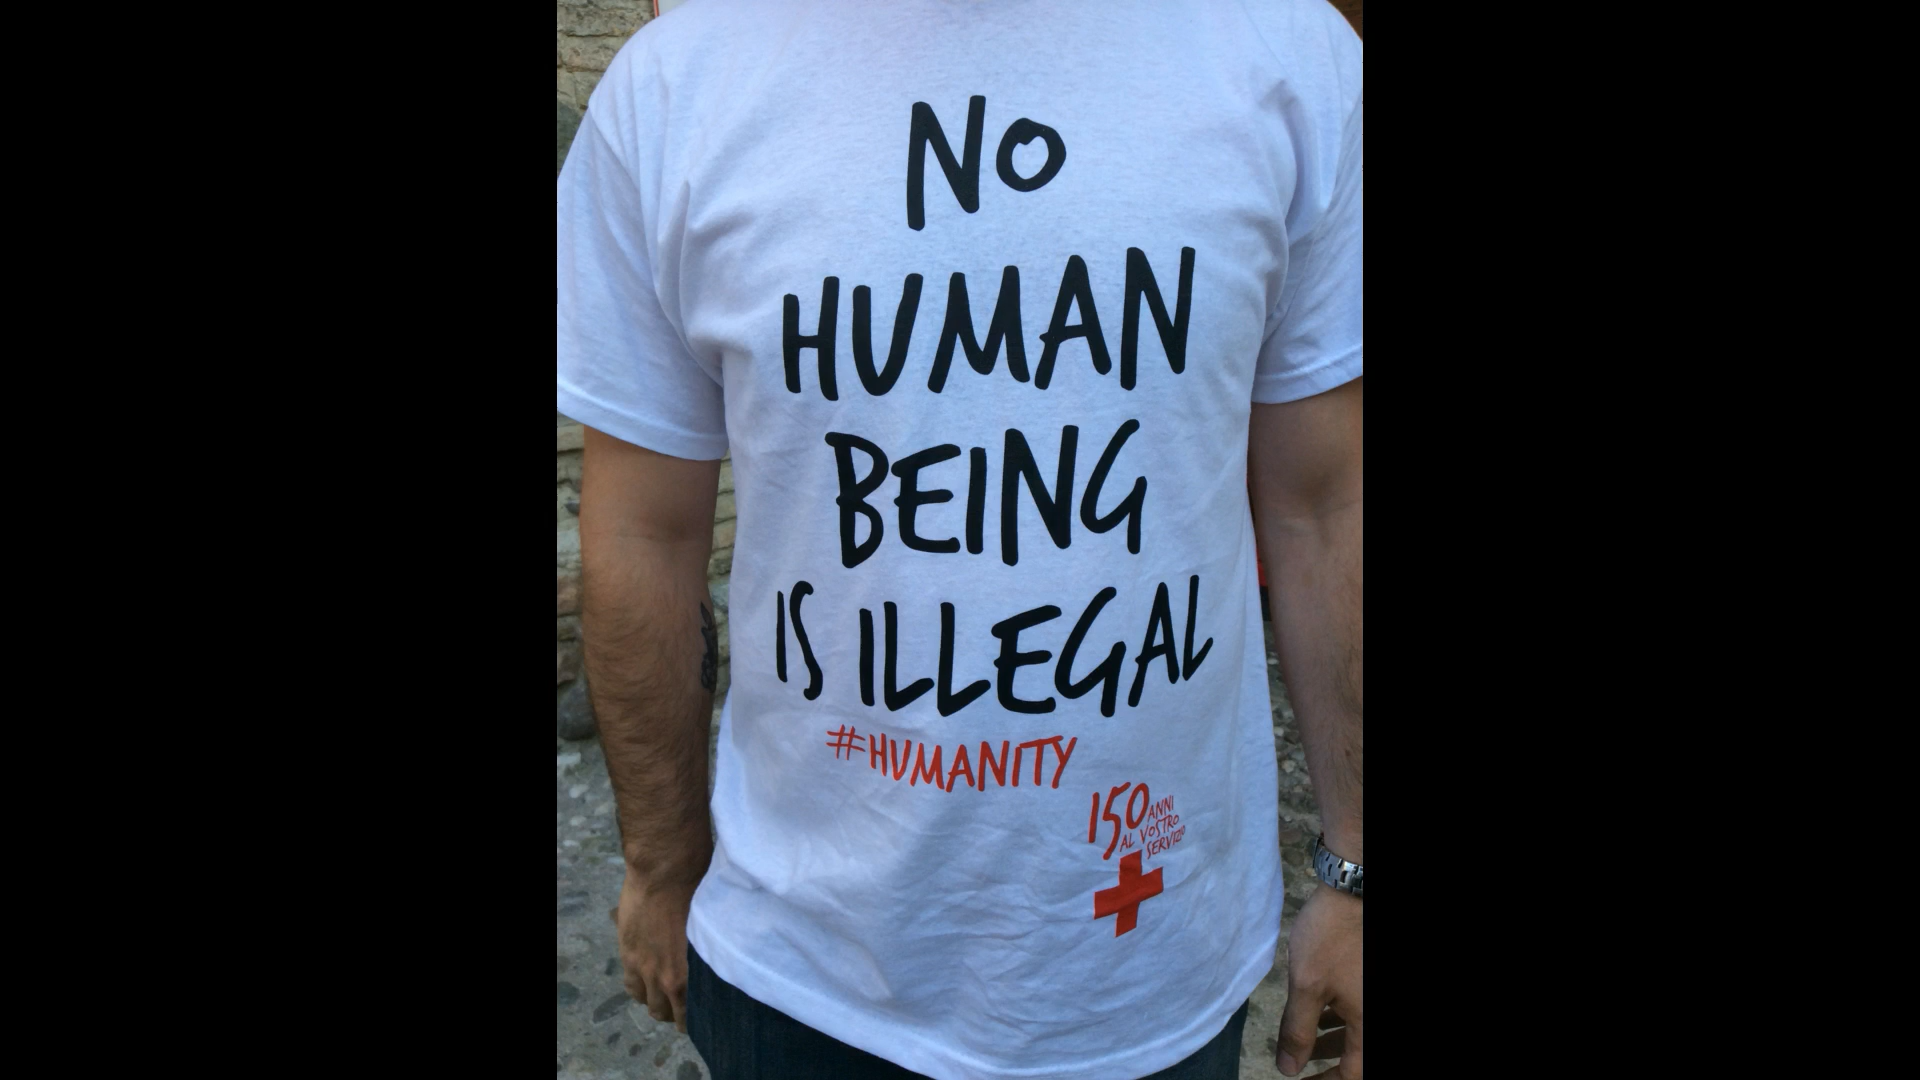 NO
HUMAN
BEING
IS ILLEGAL
#HUMANITY
150 ANNI
AL VOSTRO
SERVIZIO